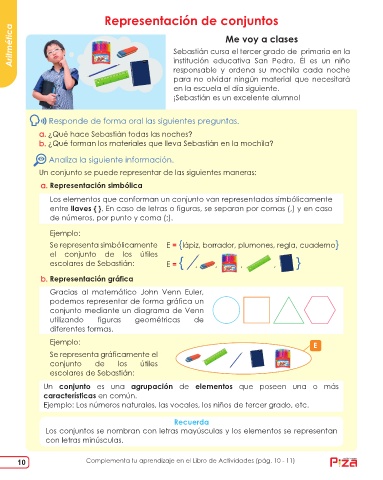 Representación de conjuntos
Aritmética
Me voy a clases
Sebastián cursa el tercer grado de primaria en la
institución educativa San Pedro. Él es un niño
responsable y ordena su mochila cada noche
para no olvidar ningún material que necesitará
en la escuela el día siguiente.
¡Sebastián es un excelente alumno!
Responde de forma oral las siguientes preguntas.
a. ¿Qué hace Sebastián todas las noches?
b. ¿Qué forman los materiales que lleva Sebastián en la mochila?
Analiza la siguiente información.
Un conjunto se puede representar de las siguientes maneras:
a. Representación simbólica
Los elementos que conforman un conjunto van representados simbólicamente
entre llaves { }. En caso de letras o figuras, se separan por comas (,) y en caso
de números, por punto y coma (;).
Ejemplo:
Se representa simbólicamente
el conjunto de los útiles
escolares de Sebastián:
E = {lápiz, borrador, plumones, regla, cuaderno}
E = { , , , , }
b. Representación gráfica
Gracias al matemático John Venn Euler,
podemos representar de forma gráfica un
conjunto mediante un diagrama de Venn
utilizando figuras geométricas de
diferentes formas.
Ejemplo:
Se representa gráficamente el
conjunto de los útiles
escolares de Sebastián:
E
Un conjunto es una agrupación de elementos que poseen una o más
características en común.
Ejemplo: Los números naturales, las vocales, los niños de tercer grado, etc.
Recuerda
Los conjuntos se nombran con letras mayúsculas y los elementos se representan
con letras minúsculas.
10
Complementa tu aprendizaje en el Libro de Actividades (pág. 10 - 11)